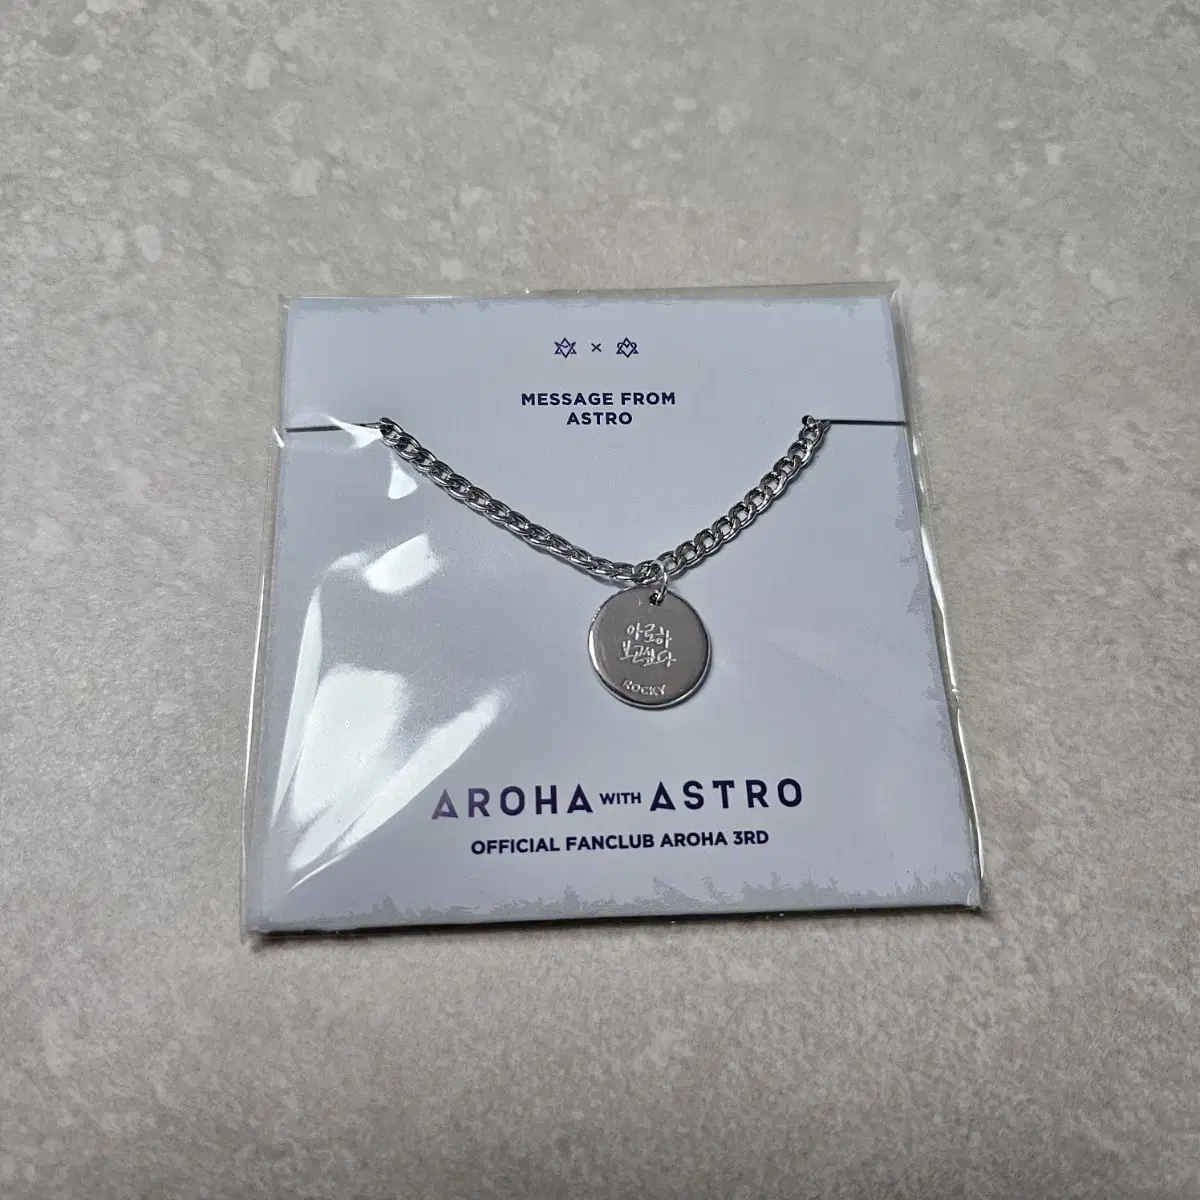 MESSAGE FROM
ASTRO
아로하
보고싶다
ROCKY
AROHA WITH ASTRO
OFFICIAL FANCLUB AROHA 3RD